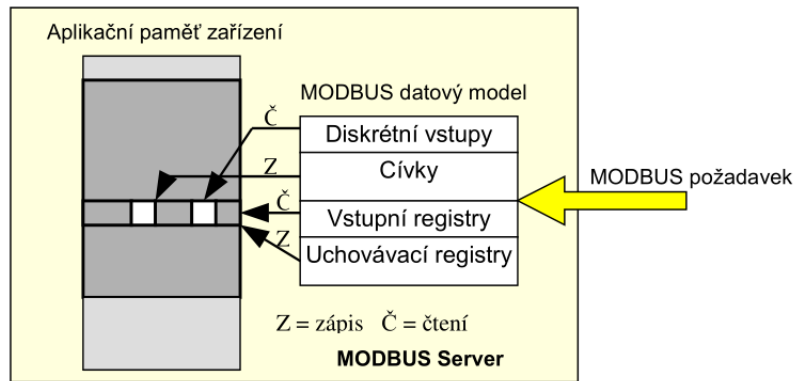 Aplikační paměť zařízení
MODBUS datový model
Č
Diskrétní vstupy
Z
Cívky
MODBUS požadavek
Č
Vstupní registry
Z
Uchovávací registry
Z = zápis Č = čtení
MODBUS Server